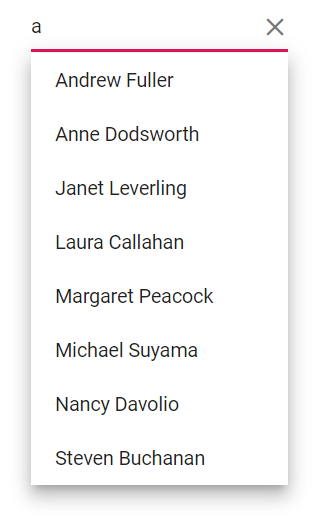 a
Andrew Fuller
Anne Dodsworth
Janet Leverling
Laura Callahan
Margaret Peacock
Michael Suyama
Nancy Davolio
Steven Buchanan